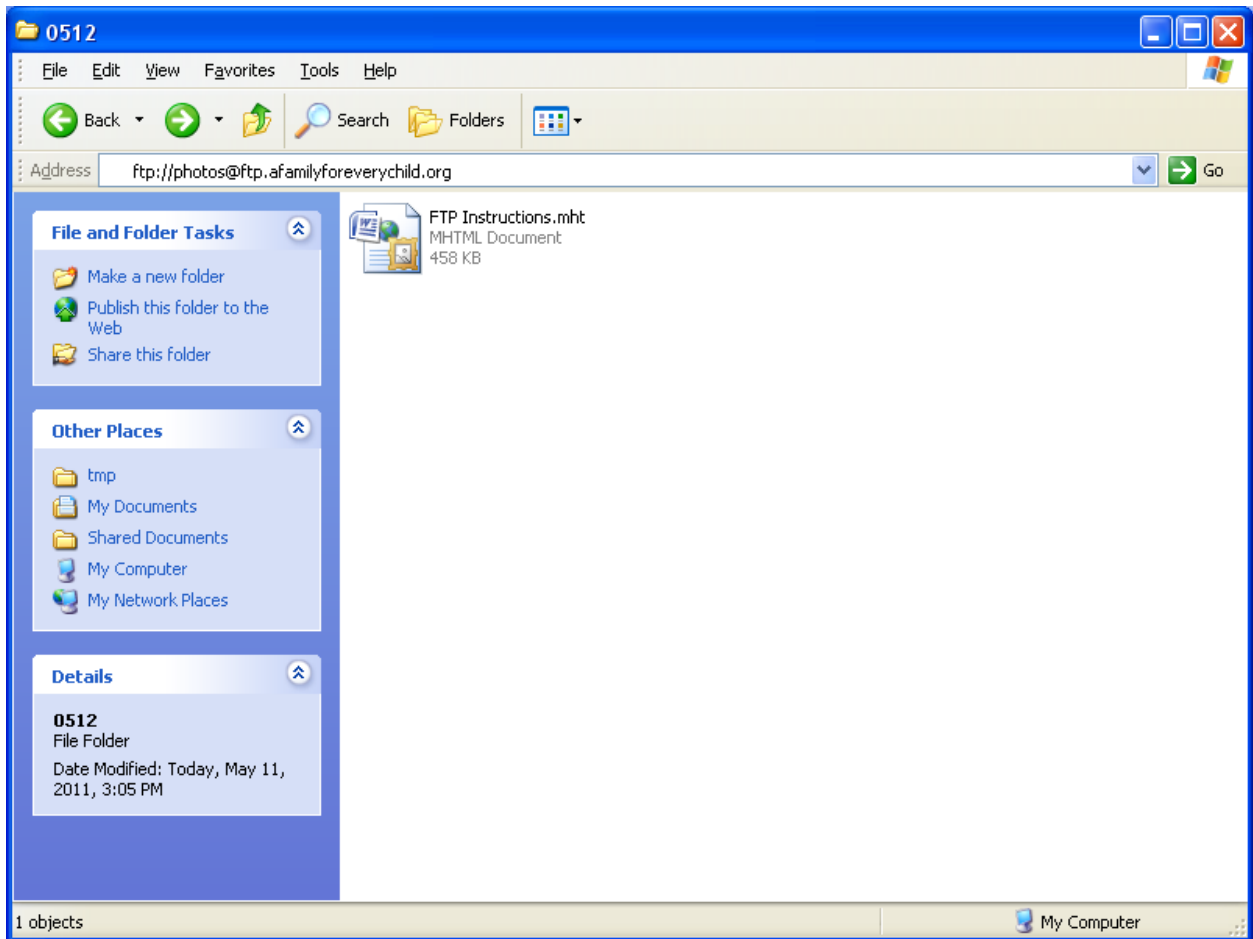 0512
File Edit View Favorites Tools Help
Back Search Folders
Address ftp://photos@ftp.afamilyforeverychild.org Go
File and Folder Tasks
Make a new folder
Publish this folder to the
Web
Share this folder
Other Places
tmp
My Documents
Shared Documents
My Computer
My Network Places
Details
0512
File Folder
Date Modified: Today, May 11,
2011, 3:05 PM
FTP Instructions.mht
MHTML Document
458 KB
1 objects
My Computer